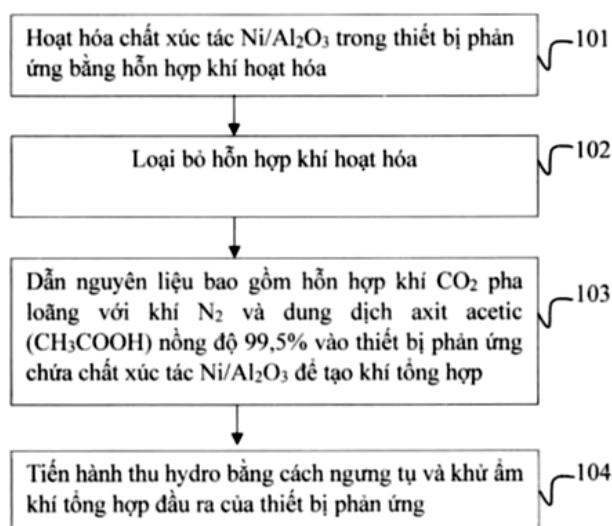 Hoạt hóa chất xúc tác Ni/Al₂O₃ trong thiết bị phản
ứng bằng hỗn hợp khí hoạt hóa
101
Loại bỏ hỗn hợp khí hoạt hóa
102
Dẫn nguyên liệu bao gồm hỗn hợp khí CO₂ pha
loãng với khí N₂ và dung dịch axit acetic
(CH₃COOH) nồng độ 99,5% vào thiết bị phản ứng
chứa chất xúc tác Ni/Al₂O₃ để tạo khí tổng hợp
103
Tiến hành thu hydro bằng cách ngưng tụ và khử ẩm
khí tổng hợp đầu ra của thiết bị phản ứng
104